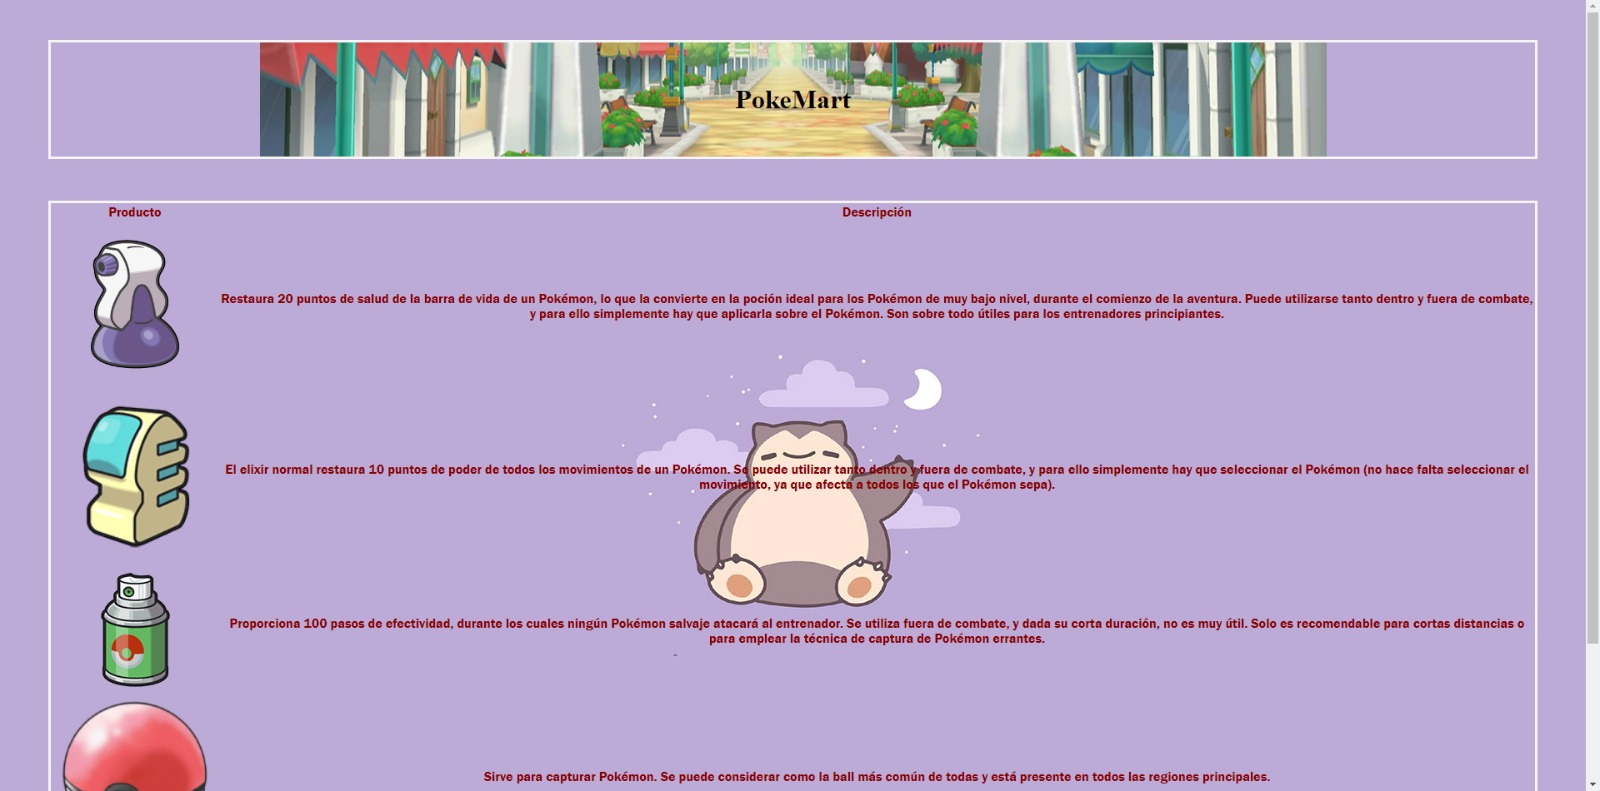 PokeMart
Producto
Descripción
Restaura 20 puntos de salud de la barra de vida de un Pokémon, lo que la convierte en la poción ideal para los Pokémon de muy bajo nivel, durante el comienzo de la aventura. Puede utilizarse tanto dentro y fuera de combate,
y para ello simplemente hay que aplicarla sobre el Pokémon. Son sobre todo útiles para los entrenadores principiantes.
El elixir normal restaura 10 puntos de poder de todos los movimientos de un Pokémon. Se puede utilizar tanto dentro y fuera de combate, y para ello simplemente hay que seleccionar el Pokémon (no hace falta seleccionar el
movimiento, ya que afecta a todos los que el Pokémon sepa).
Proporciona 100 pasos de efectividad, durante los cuales ningún Pokémon salvaje atacará al entrenador. Se utiliza fuera de combate, y dada su corta duración, no es muy útil. Solo es recomendable para cortas distancias o
para emplear la técnica de captura de Pokémon errantes.
Sirve para capturar Pokémon. Se puede considerar como la ball más común de todas y está presente en todos las regiones principales.